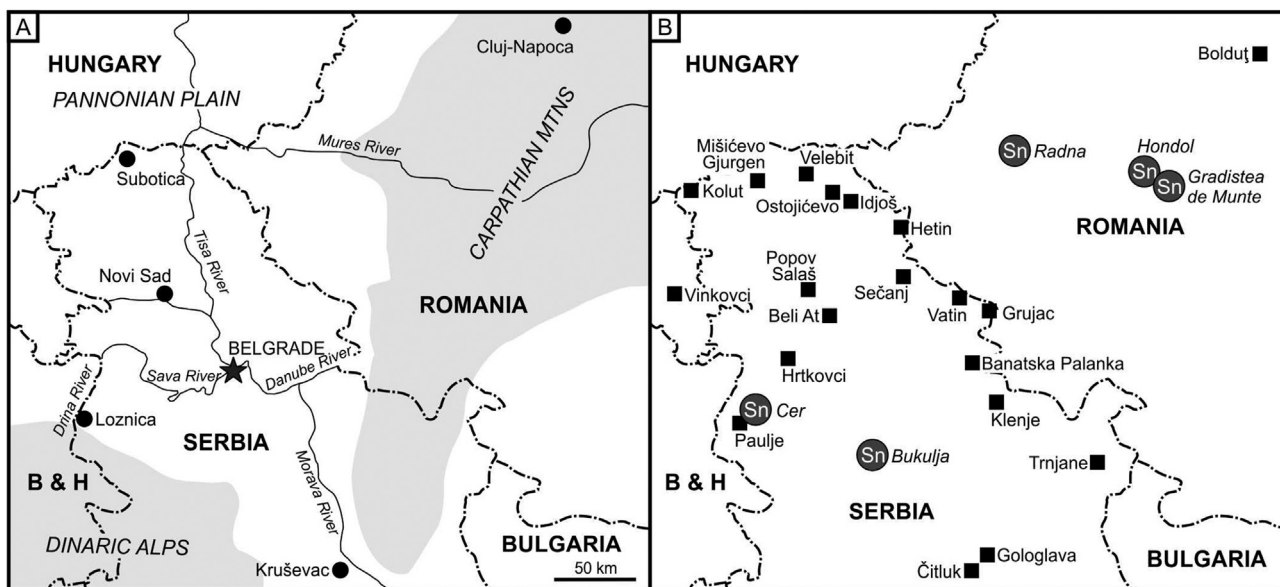 A
HUNGARY
PANNONIAN PLAIN
Cluj-Napoca
CARPATHIAN MTNS
Mures River
Subotica
Tisa River
Novi Sad
ROMANIA
BELGRADE
Danube River
Sava River
Drina River
Loznica
SERBIA
Morava River
B & H
DINARIC ALPS
BULGARIA
Kruševac
50 km
B
HUNGARY
Bolduţ
Mišićevo
Gjurgen
Velebit
Sn Radna
Hondol
Sn
Sn Gradistea
de Munte
Kolut
Ostojićevo
Idjoš
ROMANIA
Hetin
Popov
Salaš
Sečanj
Vinkovci
Beli At
Vatin
Grujac
Hrtkovci
Banatska Palanka
Sn Cer
Klenje
Paulje
Sn Bukulja
Trnjane
B & H
SERBIA
BULGARIA
Gologlava
Čitluk